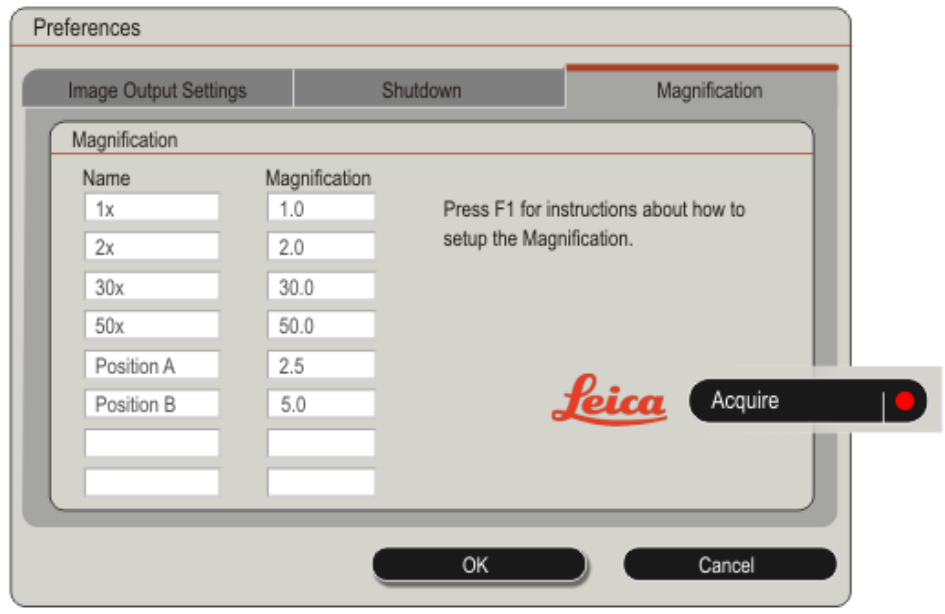 Preferences
Image Output Settings
Shutdown
Magnification
Magnification
Name Magnification
1x 1.0
2x 2.0
30x 30.0
50x 50.0
Position A 2.5
Position B 5.0
Press F1 for instructions about how to
setup the Magnification.
Leica
Acquire
OK
Cancel